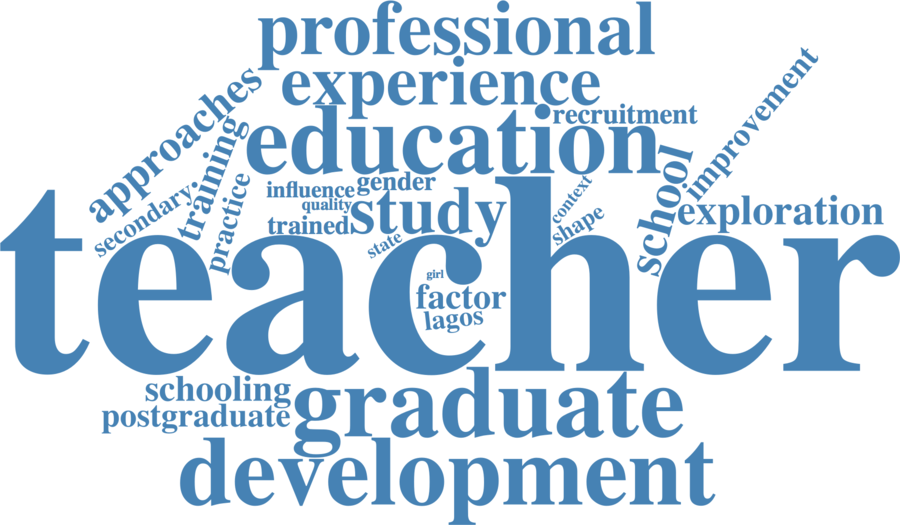 professional
experience
recruitment
improvement
approaches
education
training
school
secondary
practice
influence
gender
quality
study
context
exploration
trained
shape
state
teacher
girl
factor
lagos
schooling
graduate
postgraduate
development